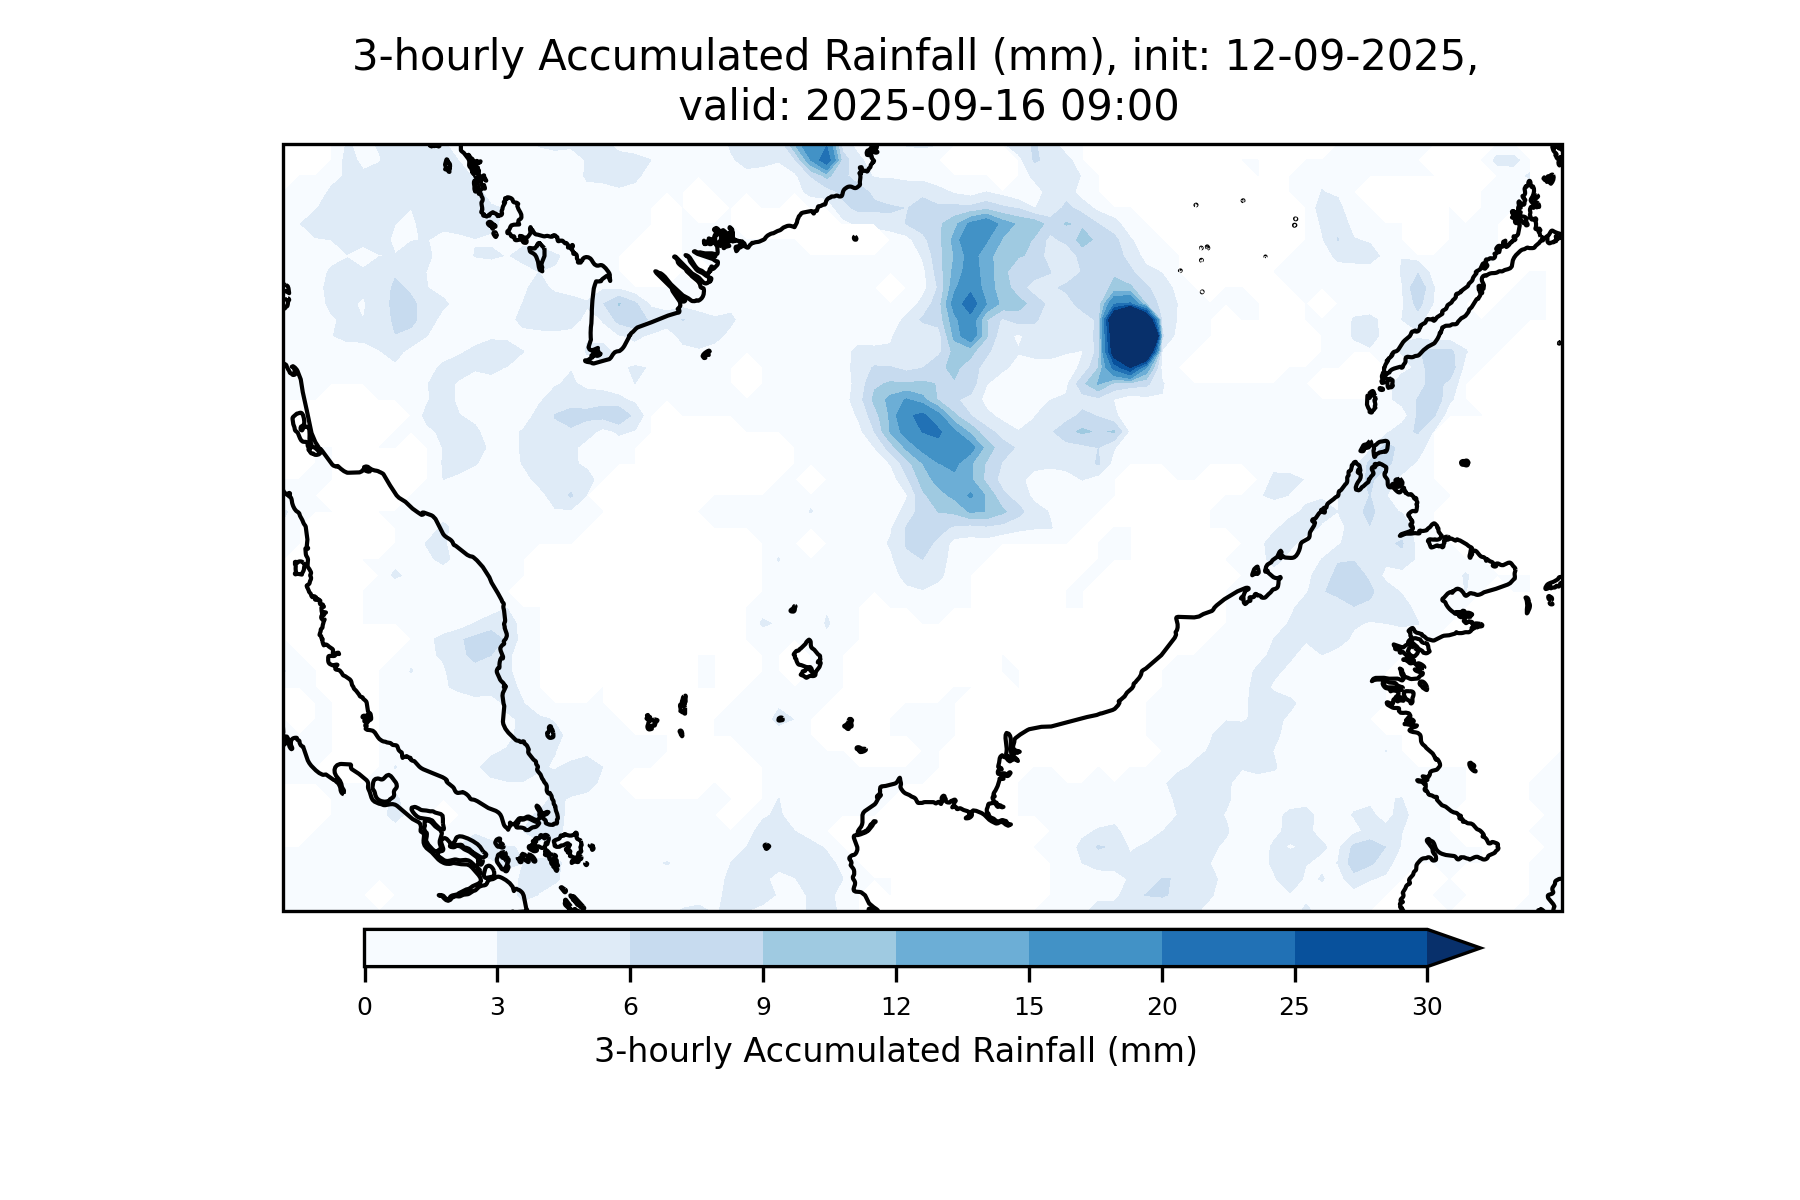 3-hourly Accumulated Rainfall (mm), init: 12-09-2025,
valid: 2025-09-16 09:00
0 3 6 9 12 15 20 25 30
3-hourly Accumulated Rainfall (mm)